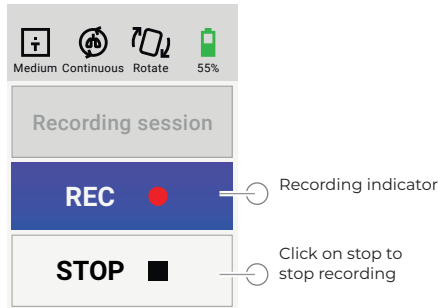 Medium Continuous Rotate 55%
Recording session
REC
Recording indicator
STOP
Click on stop to
stop recording